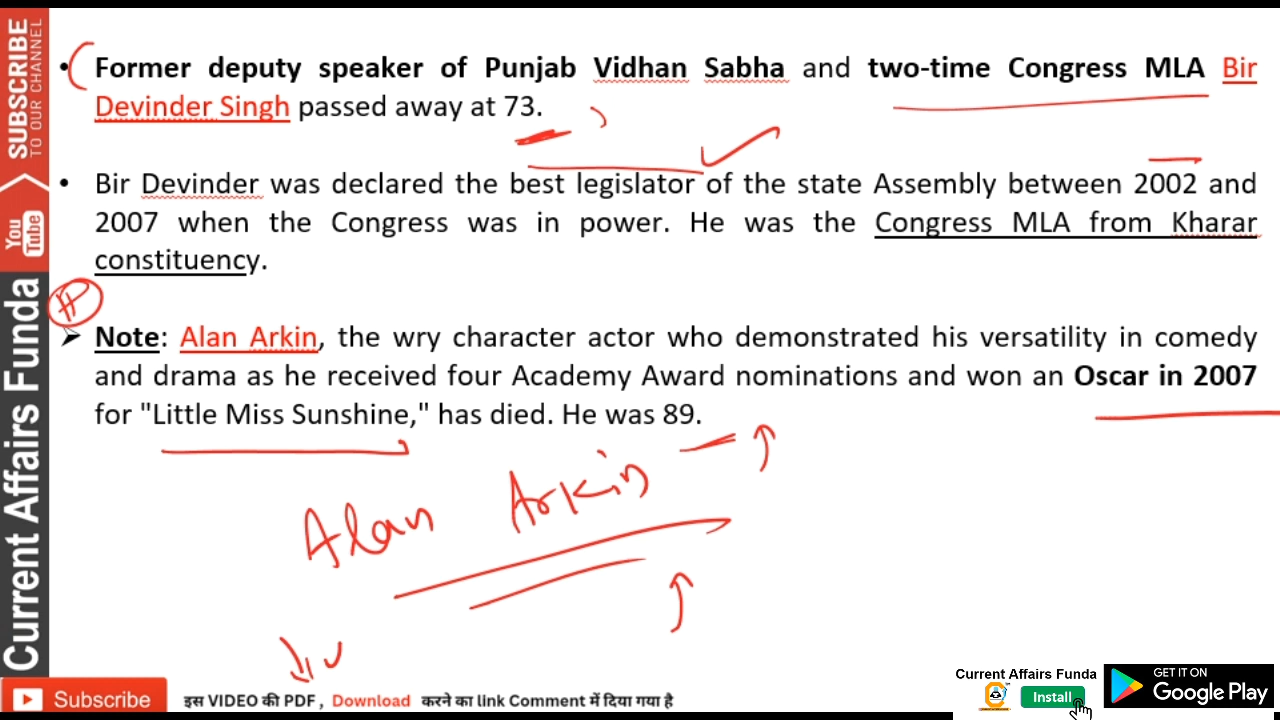 SUBSCRIBE
TO OUR CHANNEL
You Tube
Current Affairs Funda
• Former deputy speaker of Punjab Vidhan Sabha and two-time Congress MLA Bir
Devinder Singh passed away at 73.
• Bir Devinder was declared the best legislator of the state Assembly between 2002 and
2007 when the Congress was in power. He was the Congress MLA from Kharar
constituency.
➢ Note: Alan Arkin, the wry character actor who demonstrated his versatility in comedy
and drama as he received four Academy Award nominations and won an Oscar in 2007
for "Little Miss Sunshine," has died. He was 89.
Alan Arkin
Subscribe
इस VIDEO की PDF , Download करने का link Comment में दिया गया है
Current Affairs Funda
Install
GET IT ON
Google Play